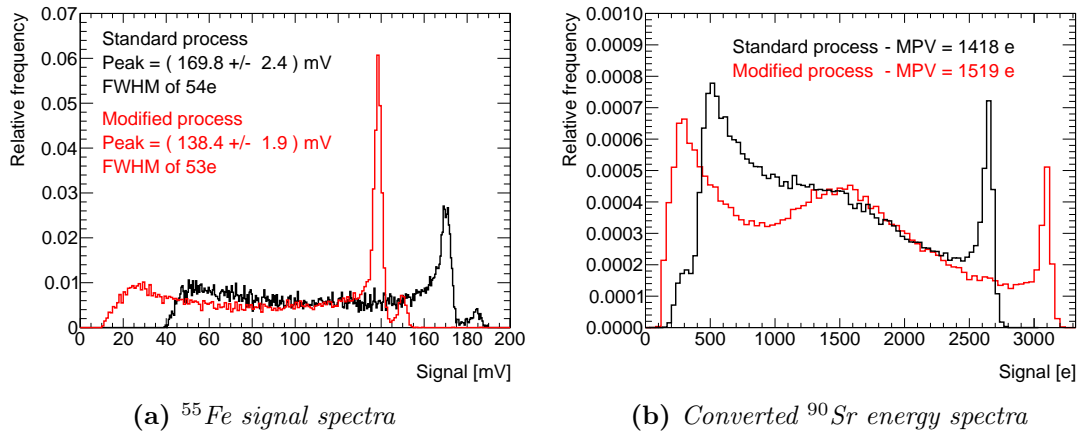 Relative frequency
0.07
0.06
0.05
0.04
0.03
0.02
0.01
0
Standard process
Peak = ( 169.8 +/- 2.4 ) mV
FWHM of 54e
Modified process
Peak = ( 138.4 +/- 1.9 ) mV
FWHM of 53e
0 20 40 60 80 100 120 140 160 180 200
Signal [mV]
(a) ⁵⁵Fe signal spectra
Relative frequency
0.0010
0.0009
0.0008
0.0007
0.0006
0.0005
0.0004
0.0003
0.0002
0.0001
0.0000
Standard process - MPV = 1418 e
Modified process - MPV = 1519 e
0 500 1000 1500 2000 2500 3000
Signal [e]
(b) Converted ⁹⁰Sr energy spectra